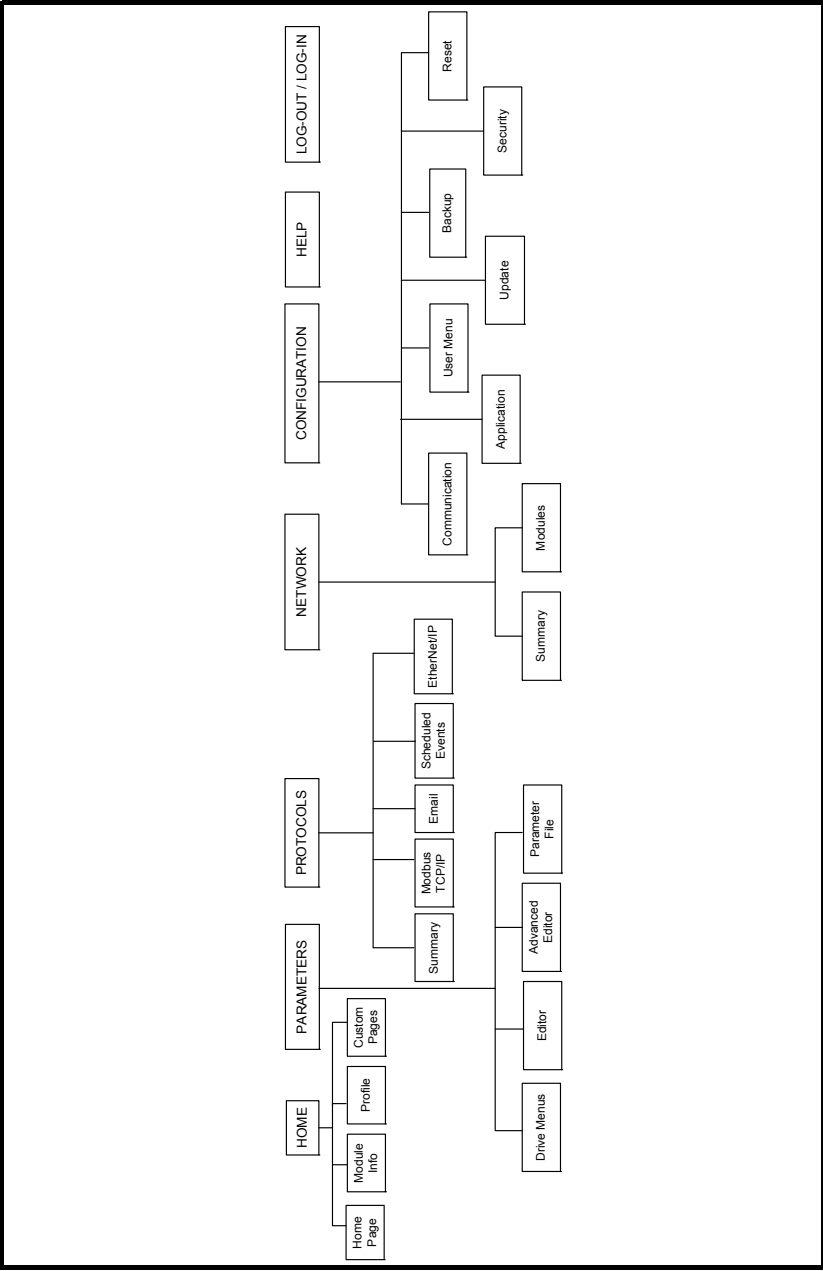 HOME
PARAMETERS
PROTOCOLS
NETWORK
CONFIGURATION
HELP
LOG-OUT / LOG-IN
Home
Page
Module
Info
Profile
Custom
Pages
Drive Menus
Editor
Advanced
Editor
Parameter
File
Summary
Modbus
TCP/IP
Email
Scheduled
Events
EtherNet/IP
Summary
Modules
Communication
Application
User Menu
Update
Backup
Security
Reset